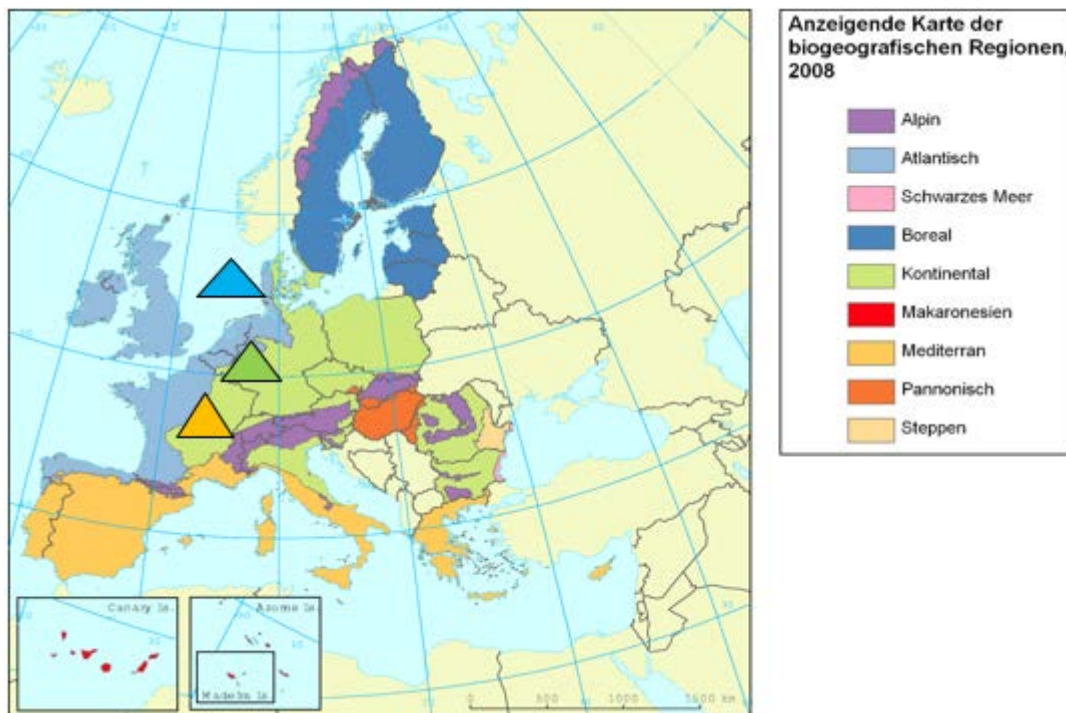 Anzeigende Karte der
biogeografischen Regionen,
2008
Alpin
Atlantisch
Schwarzes Meer
Boreal
Kontinental
Makaronesien
Mediterran
Pannonisch
Steppen
Canary Is.
Azores Is.
Madeira Is.
0 500 1000 1500 km